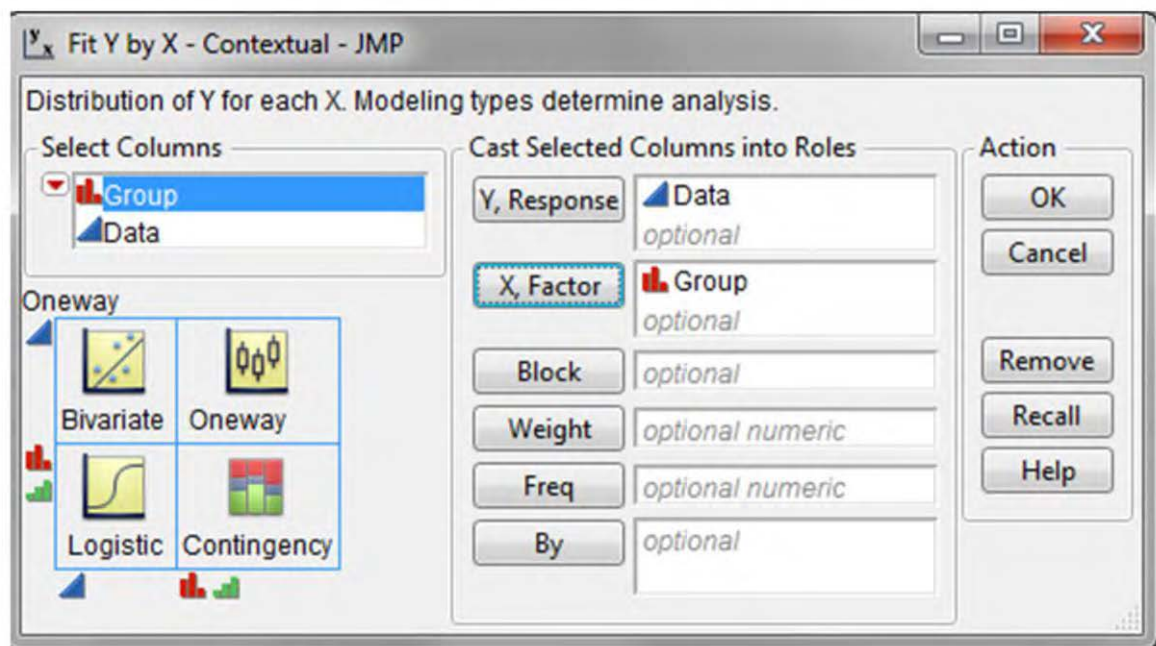 Fit Y by X - Contextual - JMP
Distribution of Y for each X. Modeling types determine analysis.
Select Columns
Group
Data
Oneway
Bivariate
Oneway
Logistic
Contingency
Cast Selected Columns into Roles
Y, Response
Data
optional
X, Factor
Group
optional
Block
optional
Weight
optional numeric
Freq
optional numeric
By
optional
Action
OK
Cancel
Remove
Recall
Help